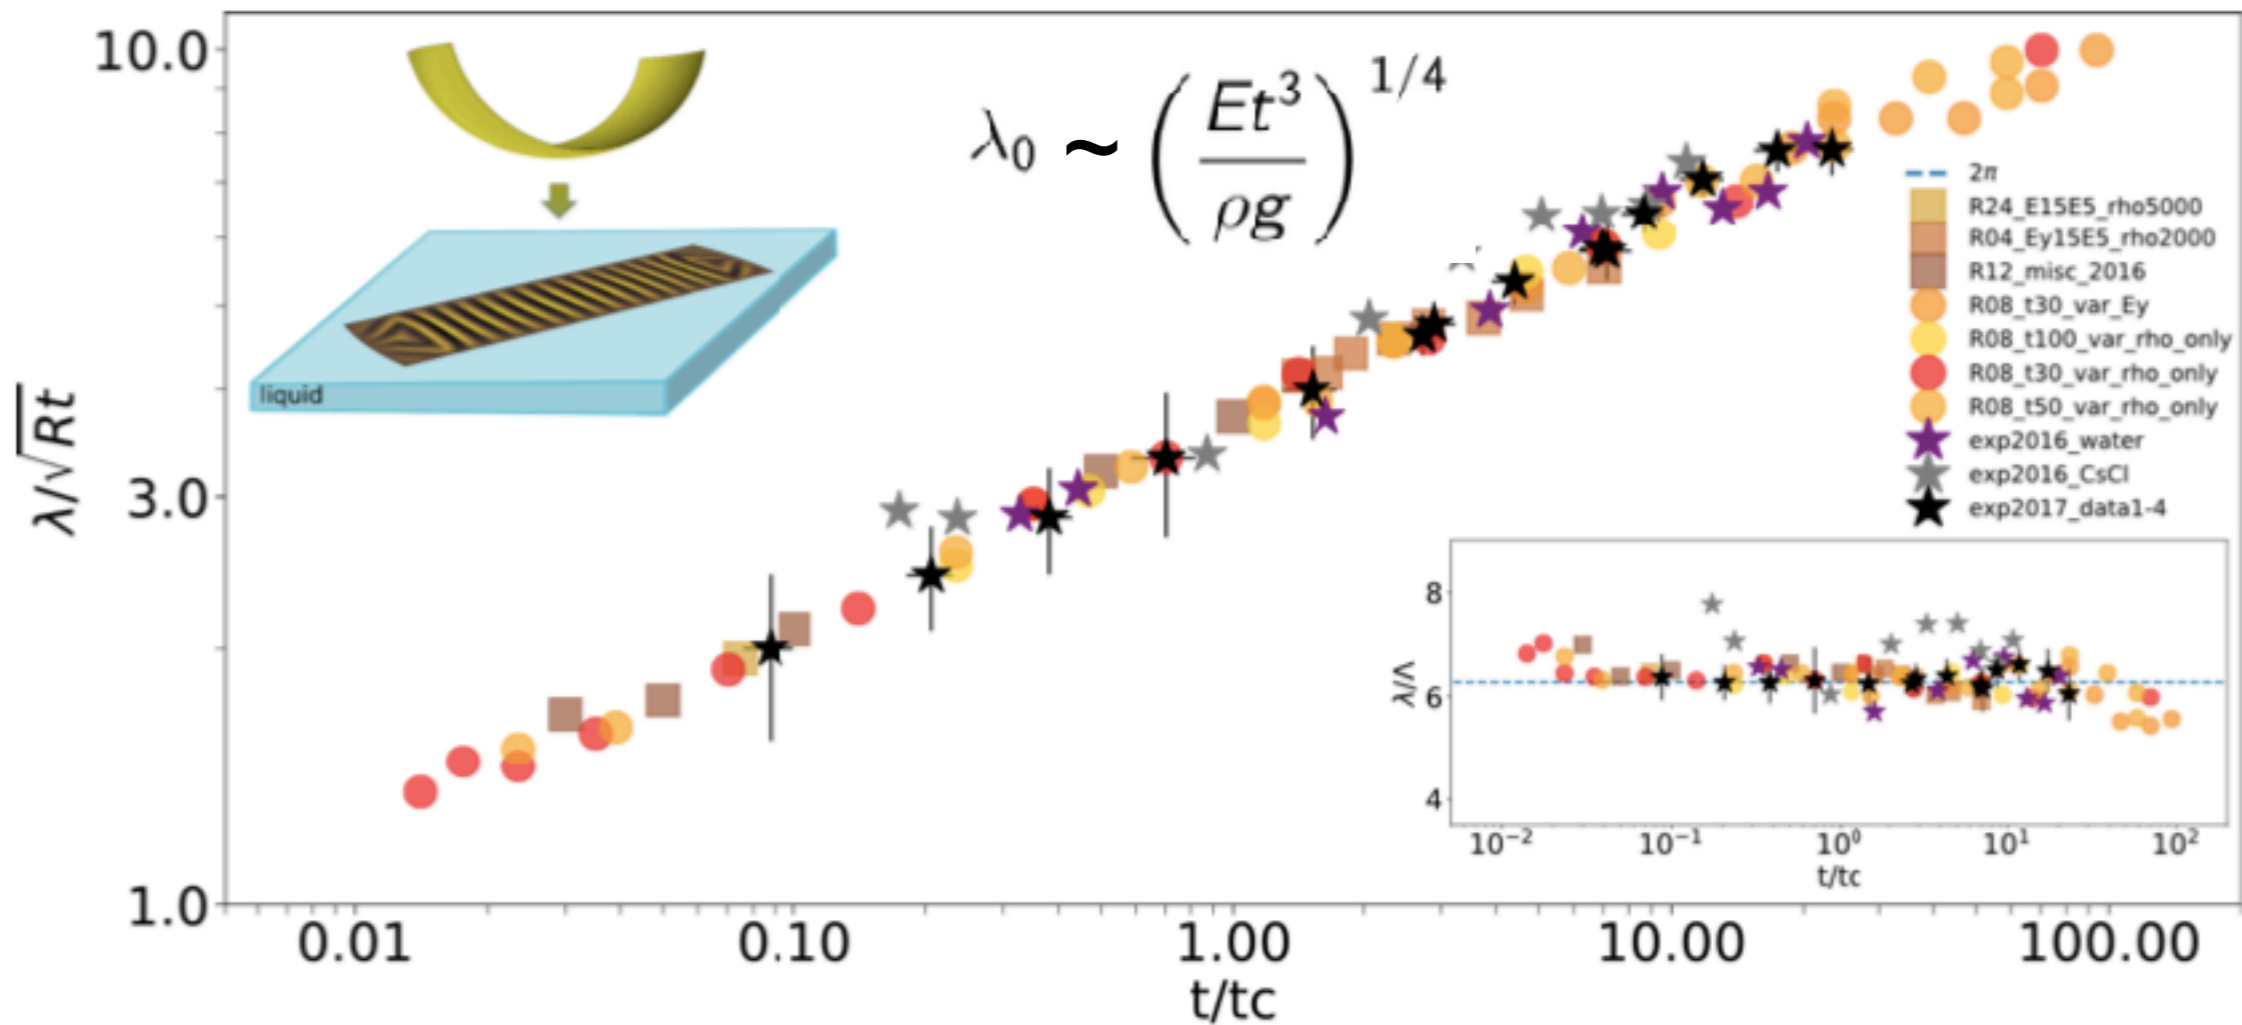 10.0
3.0
1.0
λ/√Rt
liquid
λ₀ ~ (Et³/ρg)^1/4
2π
R24_E15E5_rho5000
R04_Ey15E5_rho2000
R12_misc_2016
R08_t30_var_Ey
R08_t100_var_rho_only
R08_t30_var_rho_only
R08_t50_var_rho_only
exp2016_water
exp2016_CsCl
exp2017_data1-4
8
6
4
λ/Λ
10⁻² 10⁻¹ 10⁰ 10¹ 10²
t/tc
0.01 0.10 1.00 10.00 100.00
t/tc